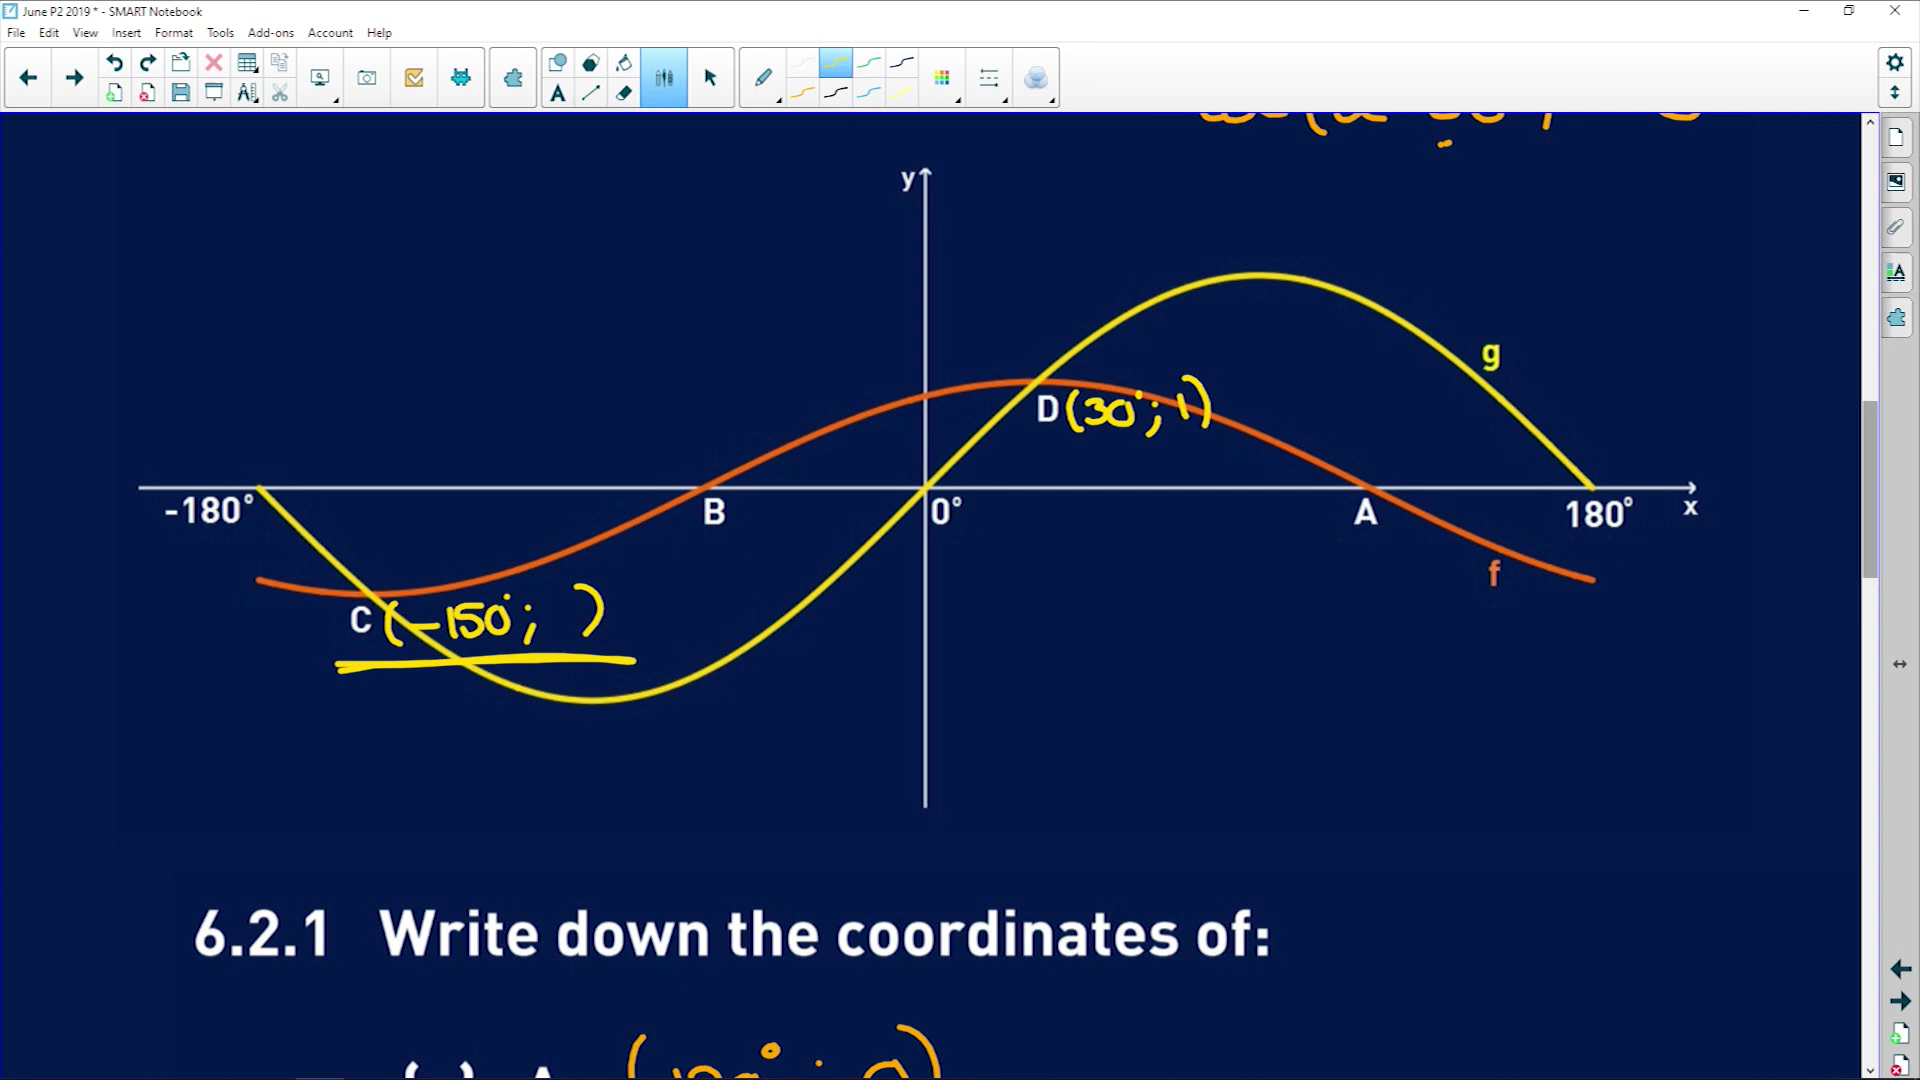 June P2 2019 * - SMART Notebook
File Edit View Insert Format Tools Add-ons Account Help
y
g
D (30°; 1)
-180° B 0° A 180° x
f
C (-150°; )
6.2.1 Write down the coordinates of: